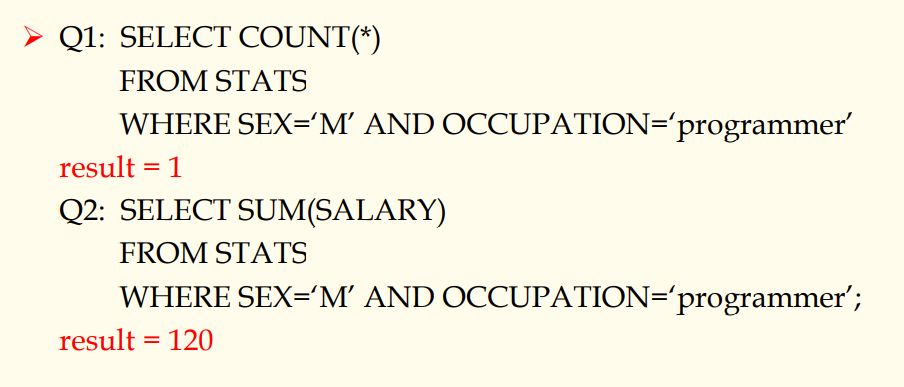 ➢ Q1: SELECT COUNT(*)
FROM STATS
WHERE SEX=‘M’ AND OCCUPATION=‘programmer’
result = 1
Q2: SELECT SUM(SALARY)
FROM STATS
WHERE SEX=‘M’ AND OCCUPATION=‘programmer’;
result = 120